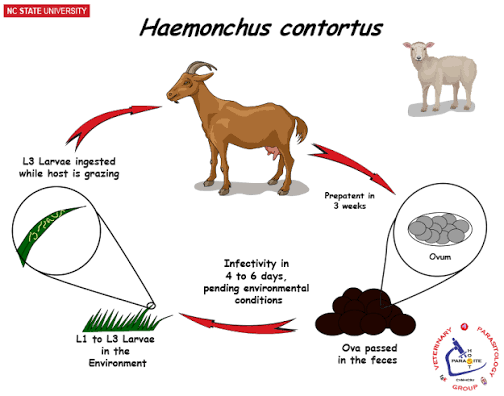 NC STATE UNIVERSITY
Haemonchus contortus
L3 Larvae ingested
while host is grazing
Prepatent in
3 weeks
Ovum
Infectivity in
4 to 6 days,
pending environmental
conditions
L1 to L3 Larvae
in the
Environment
Ova passed
in the feces
VETERINARY PARASITOLOGY
HOST
PARASITE
GROUP